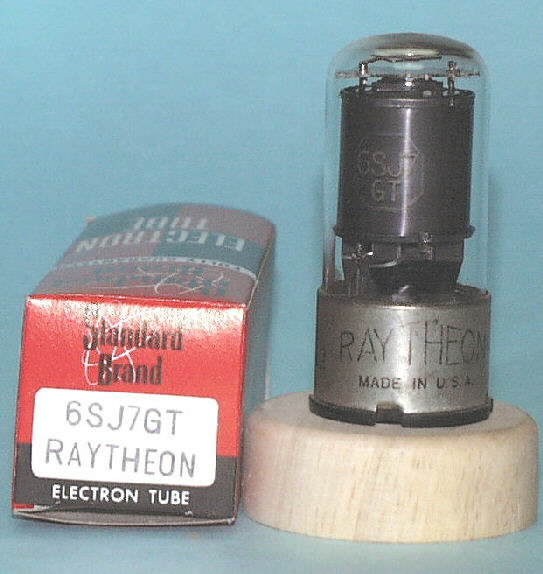 ELECTRON
TUBE
Standard
Brand
6SJ7GT
RAYTHEON
ELECTRON TUBE
6SJ7
GT
RAYTHEON
MADE IN U.S.A.